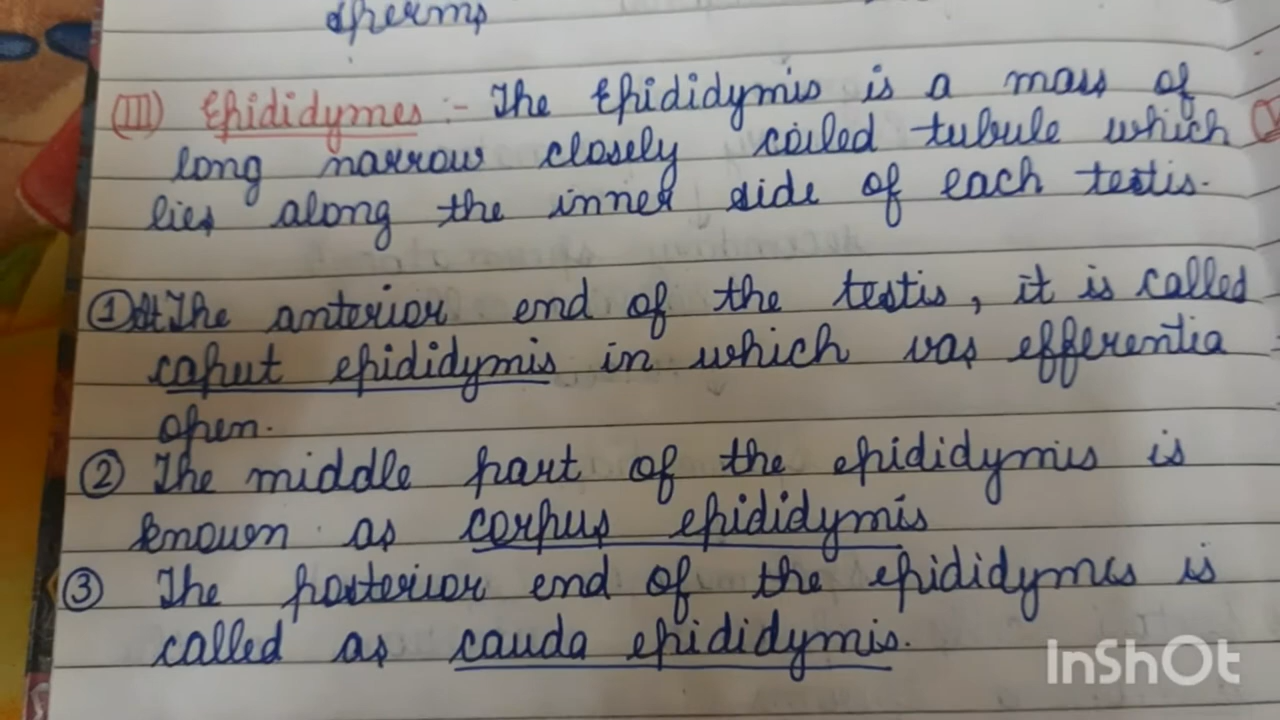 sperms
(III) Epididymes :- The Epididymis is a mass of
long narrow closely coiled tubule which
lies along the inner side of each testis.
① At The anterior end of the testis, it is called
caput epididymis in which vas efferentia
open.
② The middle part of the epididymis is
known as corpus epididymis
③ The posterior end of the epididymis is
called as cauda epididymis.
InShOt